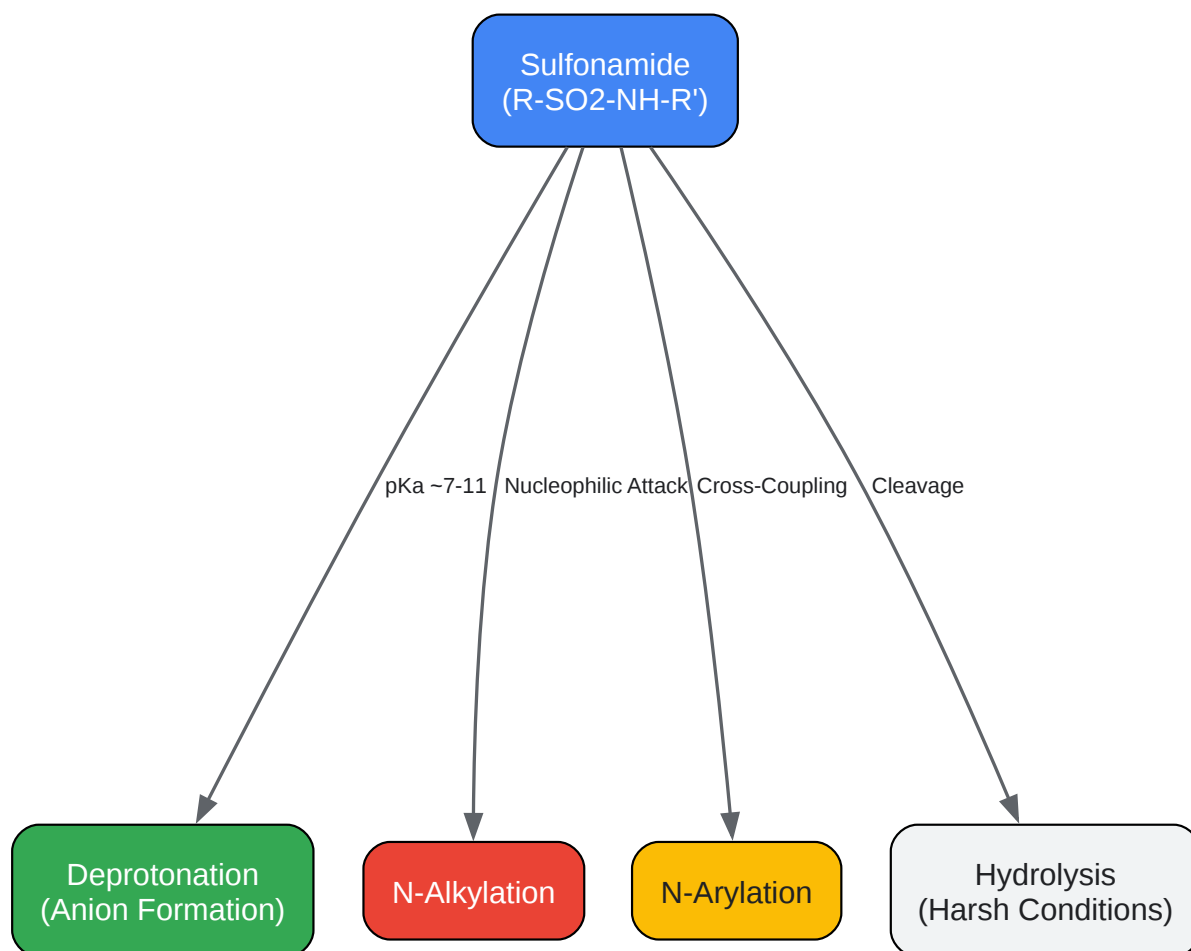 Sulfonamide
(R-SO2-NH-R')
pKa ~7-11
Nucleophilic Attack
Cross-Coupling
Cleavage
Deprotonation
(Anion Formation)
N-Alkylation
N-Arylation
Hydrolysis
(Harsh Conditions)